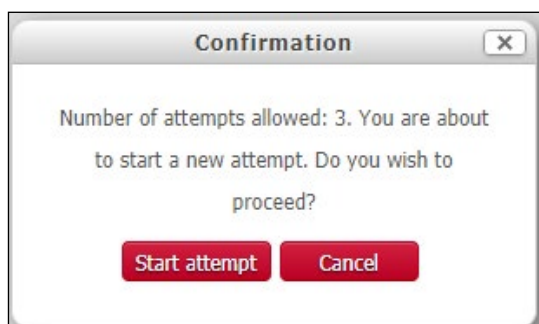 Confirmation
Number of attempts allowed: 3. You are about
to start a new attempt. Do you wish to
proceed?
Start attempt Cancel